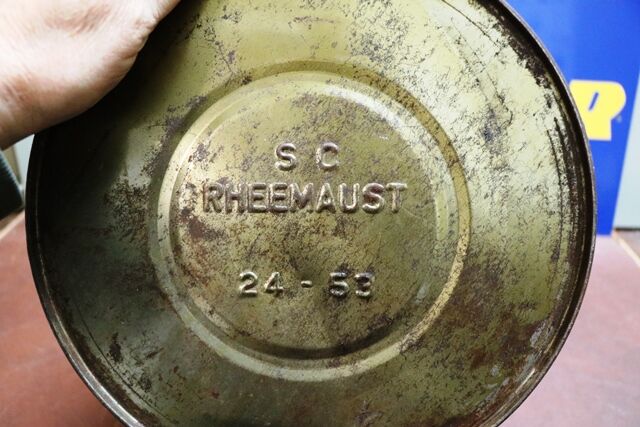 S C
RHEEMAUST
24 - 53
R